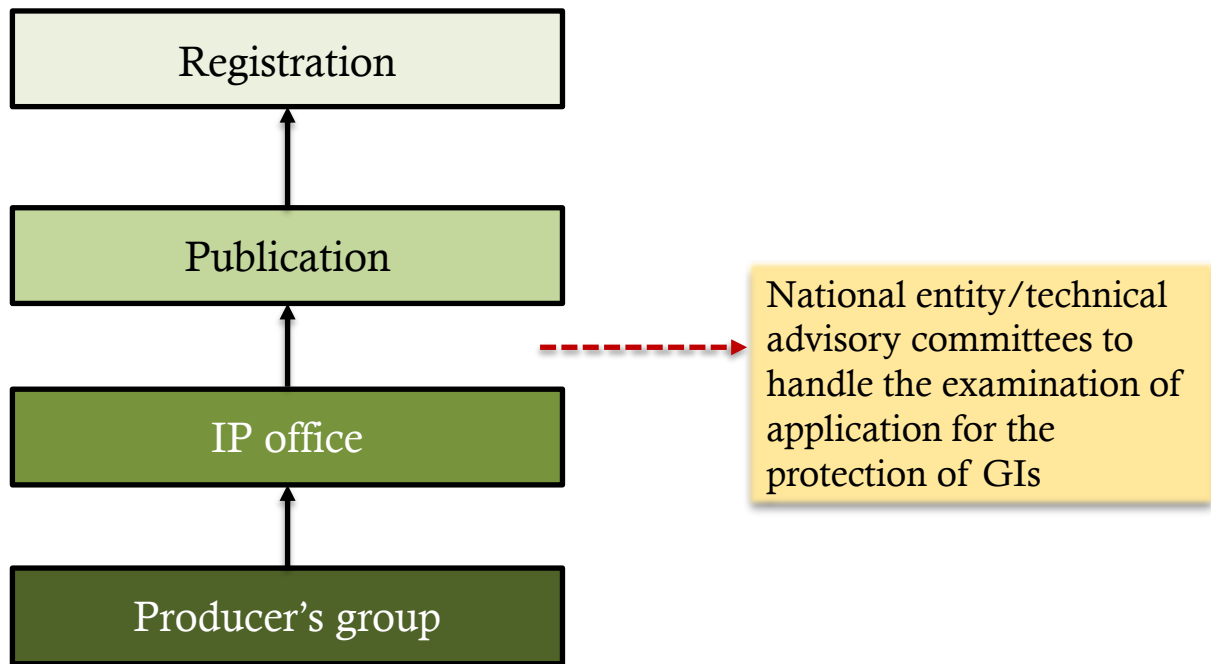 Registration
Publication
National entity/technical
advisory committees to
handle the examination of
application for the
protection of GIs
IP office
Producer’s group